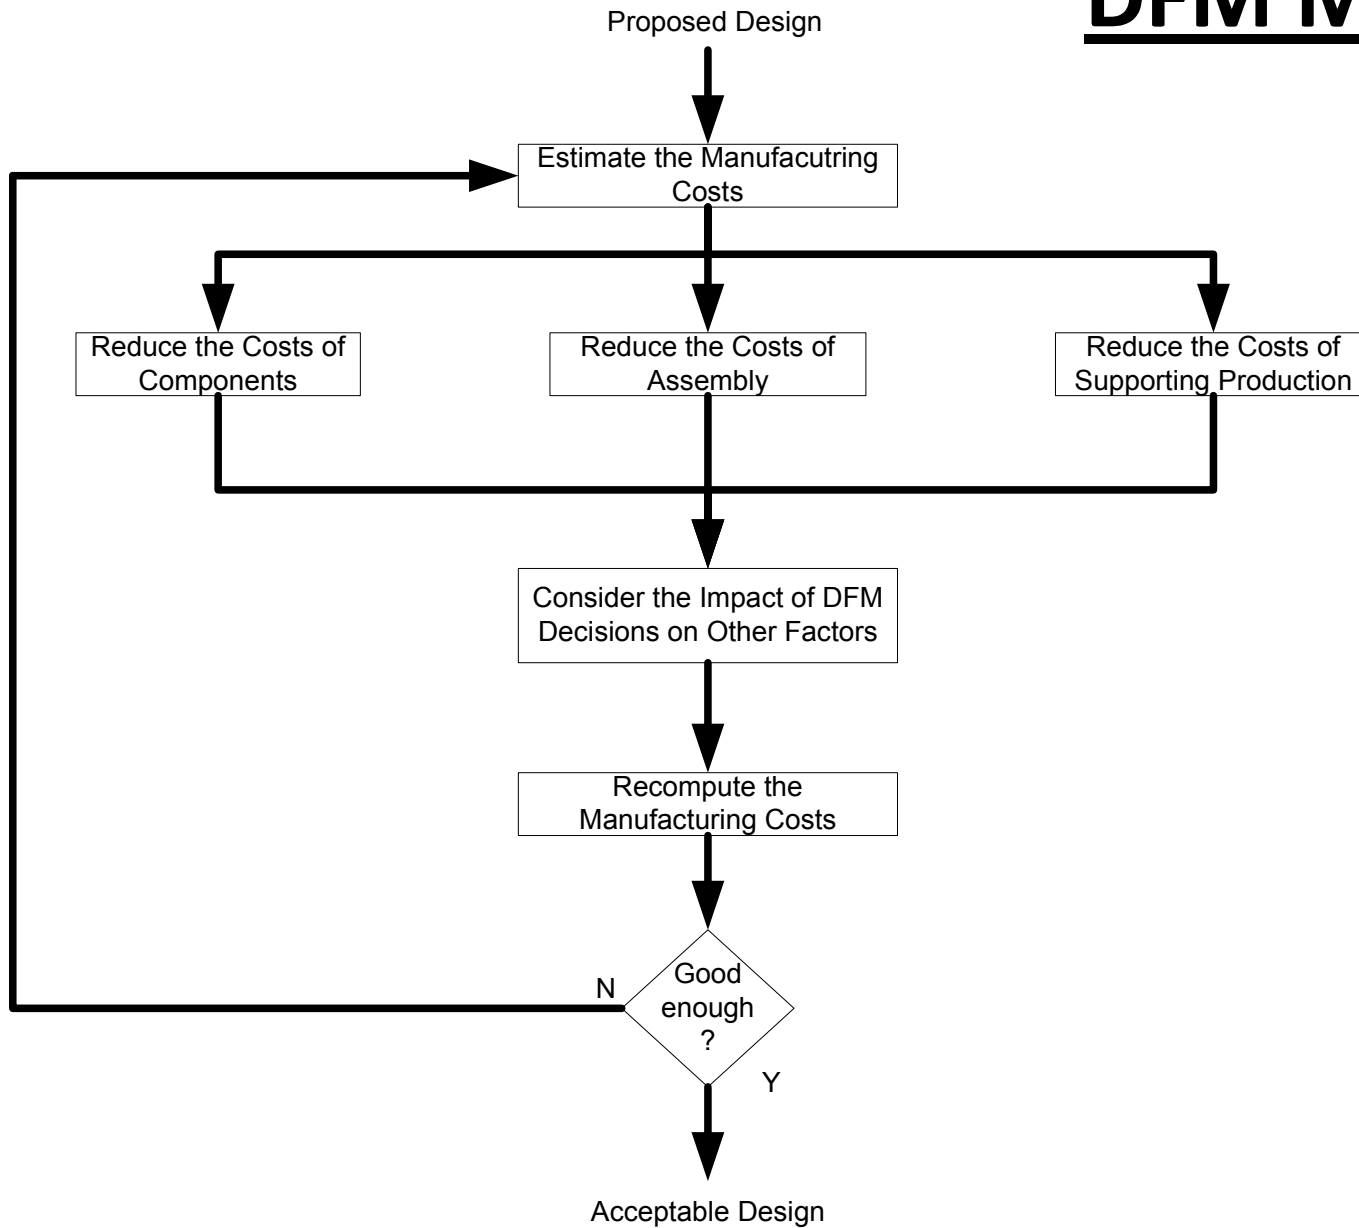 DFM M
Proposed Design
Estimate the Manufacutring
Costs
Reduce the Costs of
Components
Reduce the Costs of
Assembly
Reduce the Costs of
Supporting Production
Consider the Impact of DFM
Decisions on Other Factors
Recompute the
Manufacturing Costs
Good
enough
?
N
Y
Acceptable Design